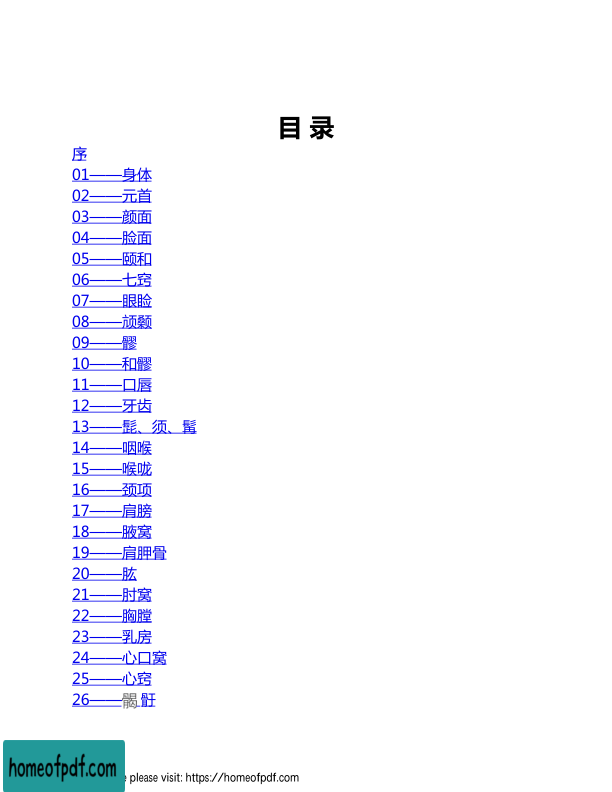 目 录
序
01——身体
02——元首
03——颜面
04——脸面
05——颐和
06——七窍
07——眼睑
08——颃颡
09——髎
10——和髎
11——口唇
12——牙齿
13——髭、须、髯
14——咽喉
15——喉咙
16——颈项
17——肩膀
18——腋窝
19——肩胛骨
20——肱
21——肘窝
22——胸膛
23——乳房
24——心口窝
25——心窍
26——𩩲骬
homeofpdf.com
e please visit: https://homeofpdf.com